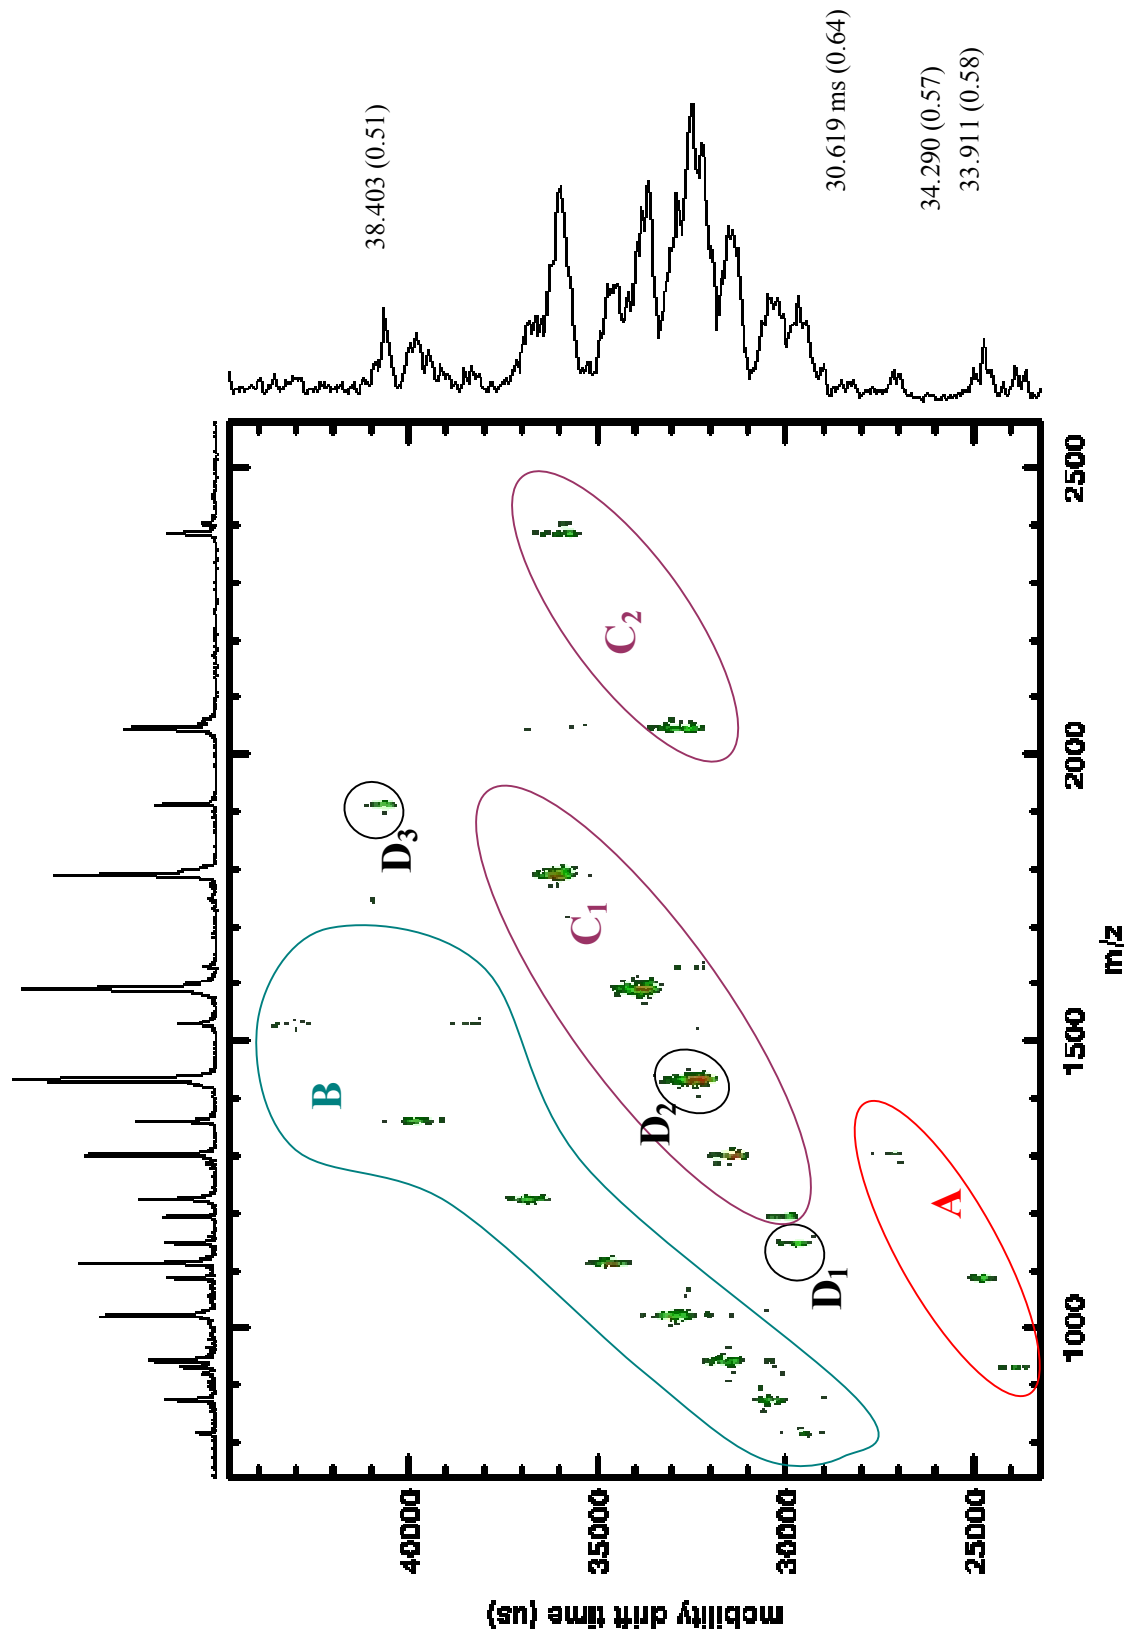 38.403 (0.51)
30.619 ms (0.64)
34.290 (0.57)
33.911 (0.58)
B
D3
C1
C2
D2
D1
A
40000
35000
30000
25000
mobility drift time (us)
1000
1500
2000
2500
m/z